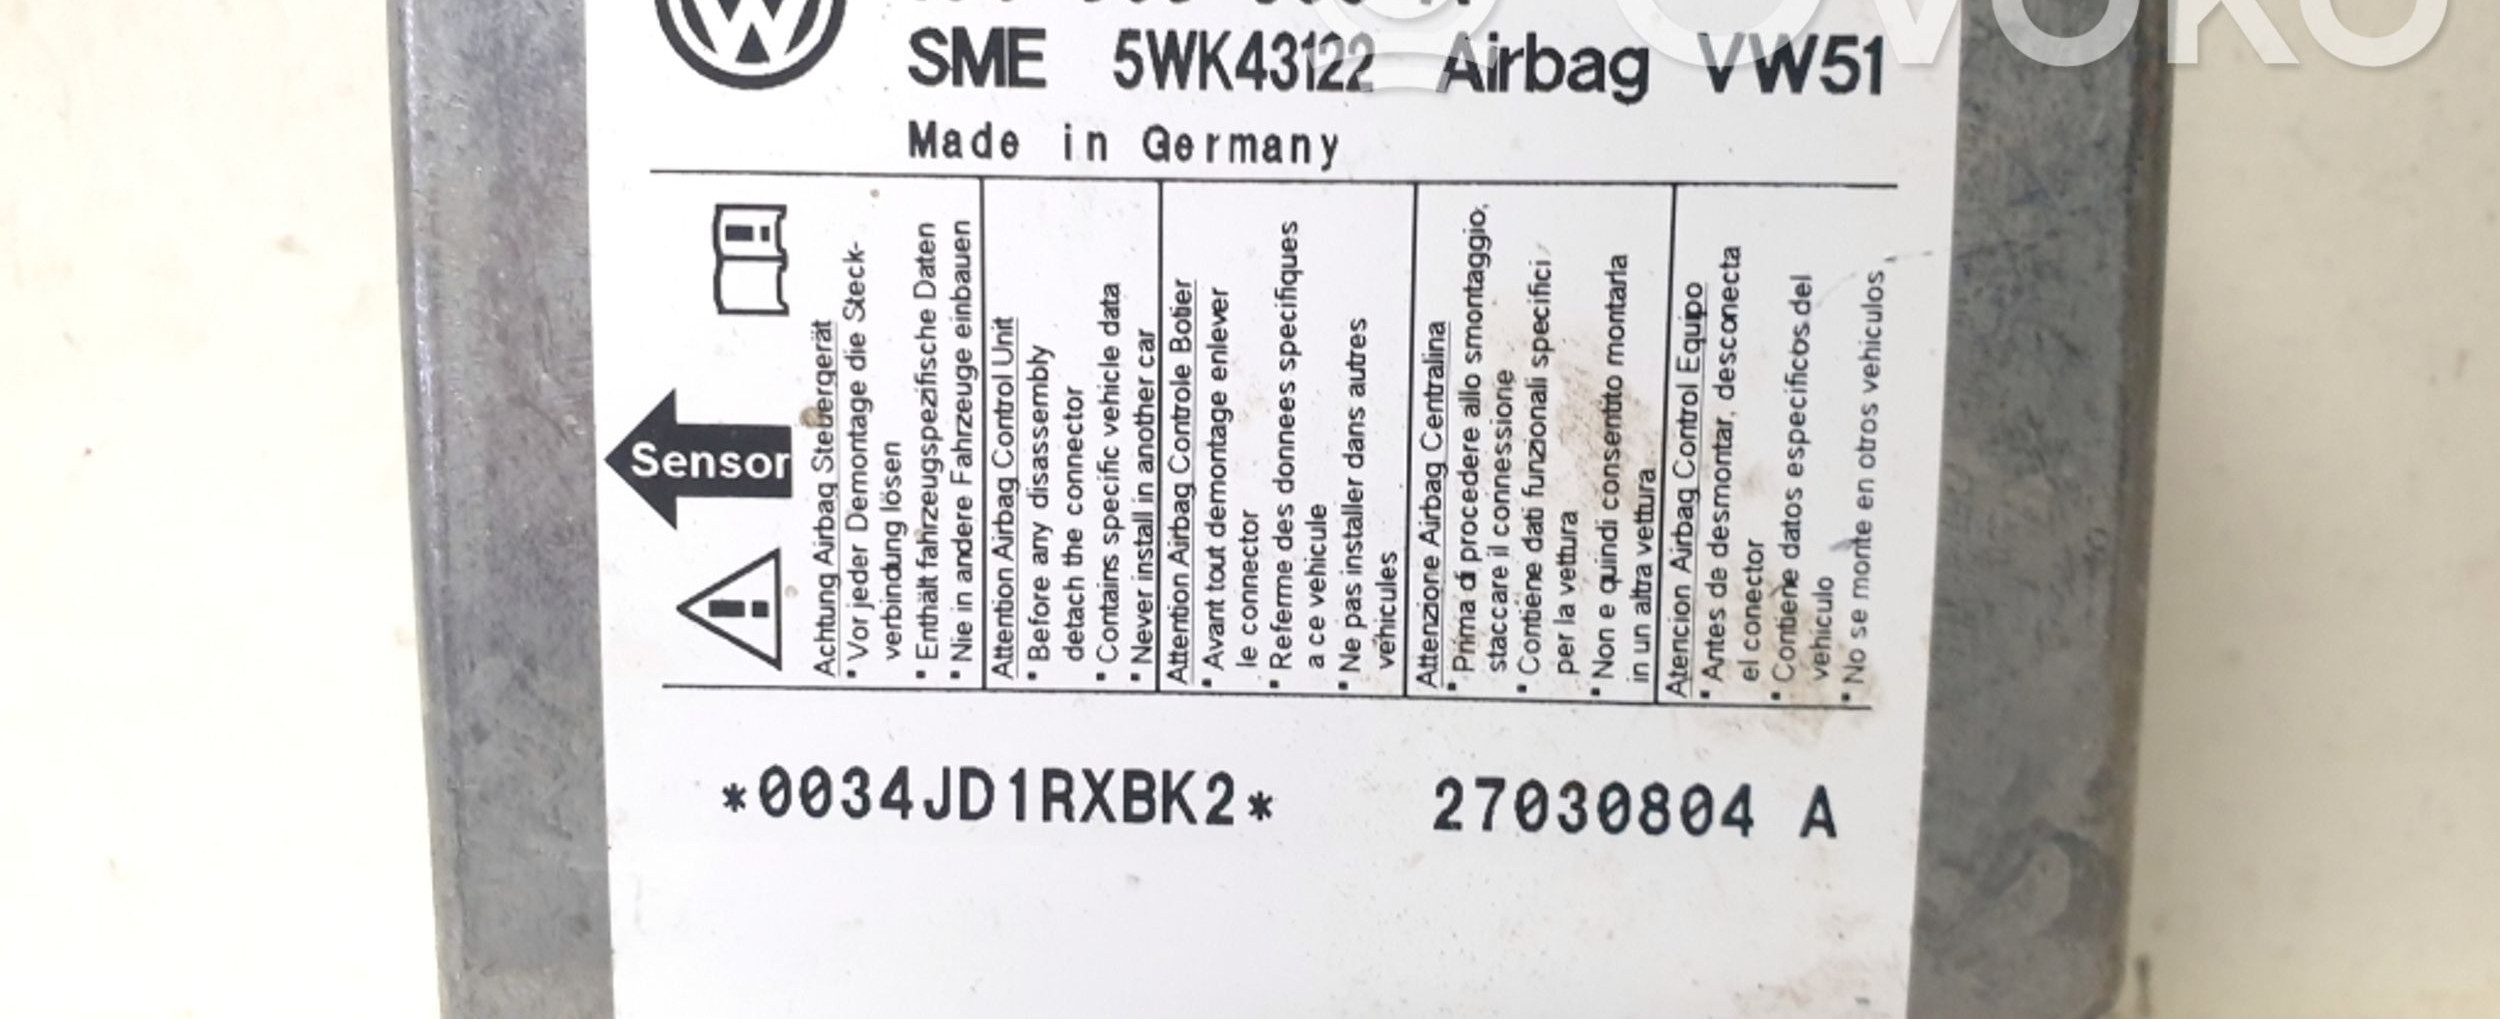 OVOKO
SME 5WK43122 Airbag VW51
Made in Germany
Sensor
Achtung Airbag Steuergerät
• Vor jeder Demontage die Steck-
verbindung lösen
• Enthält fahrzeugspezifische Daten
• Nie in andere Fahrzeuge einbauen
Attention Airbag Control Unit
• Before any disassembly
detach the connector
• Contains specific vehicle data
• Never install in another car
Attention Airbag Controle Botier
• Avant tout demontage enlever
le connector
• Referme des donnees specifiques
a ce vehicule
• Ne pas installer dans autres
vehicules
Attenzione Airbag Centralina
• Prima di procedere allo smontaggio,
staccare il connessione
• Contiene dati funzionali specifici
per la vettura
• Non e quindi consentito montarla
in un altra vettura
Atencion Airbag Control Equipo
• Antes de desmontar, desconecta
el conector
• Contiene datos especificos del
vehiculo
• No se monte en otros vehiculos
*0034JD1RXBK2* 27030804 A